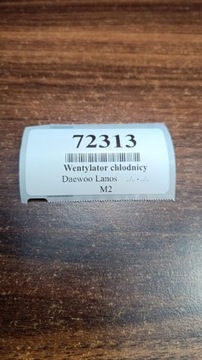 72313
Wentylator chłodnicy
Daewoo Lanos ../.. - ../..
M2